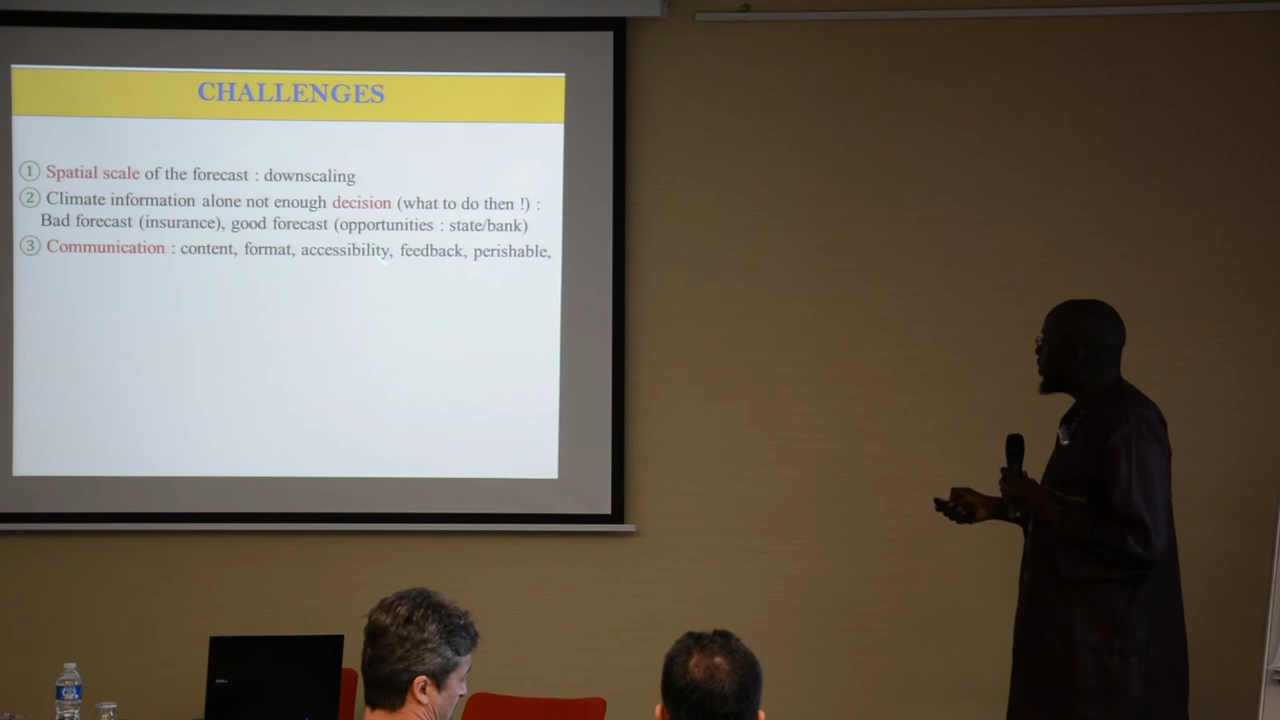 CHALLENGES
① Spatial scale of the forecast : downscaling
② Climate information alone not enough decision (what to do then !) :
Bad forecast (insurance), good forecast (opportunities : state/bank)
③ Communication : content, format, accessibility, feedback, perishable,
DELL